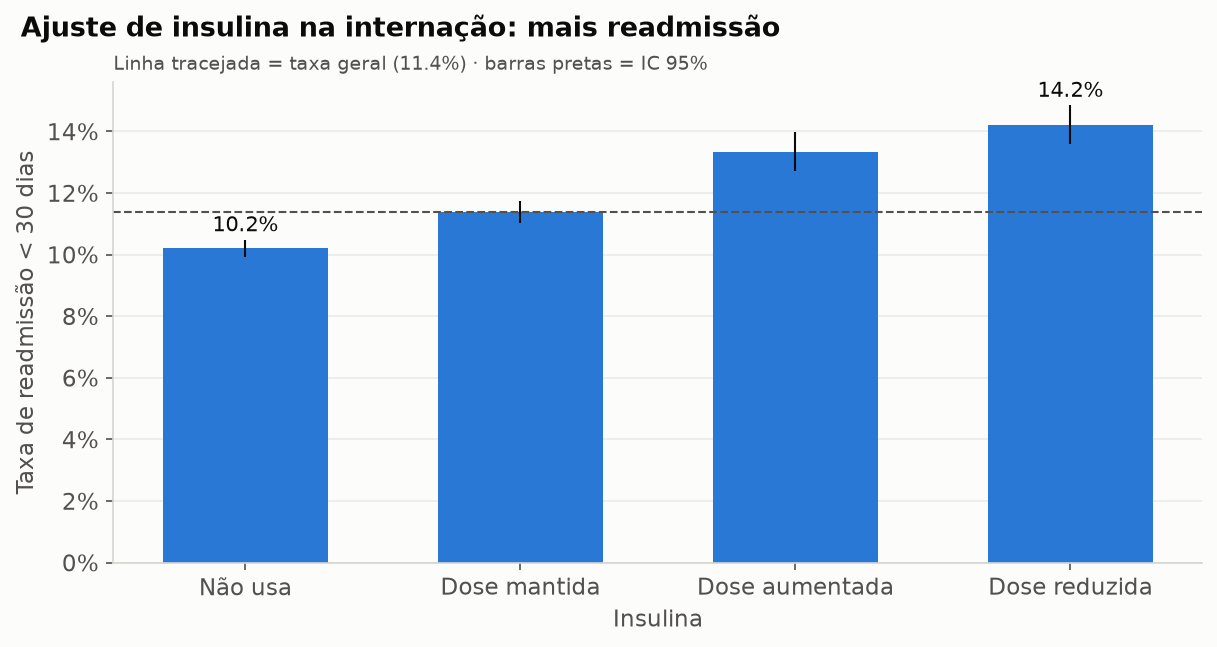 Ajuste de insulina na internação: mais readmissão
Linha tracejada = taxa geral (11.4%) · barras pretas = IC 95%
Taxa de readmissão < 30 dias
14%
12%
10%
8%
6%
4%
2%
0%
10.2%
14.2%
Não usa
Dose mantida
Dose aumentada
Dose reduzida
Insulina